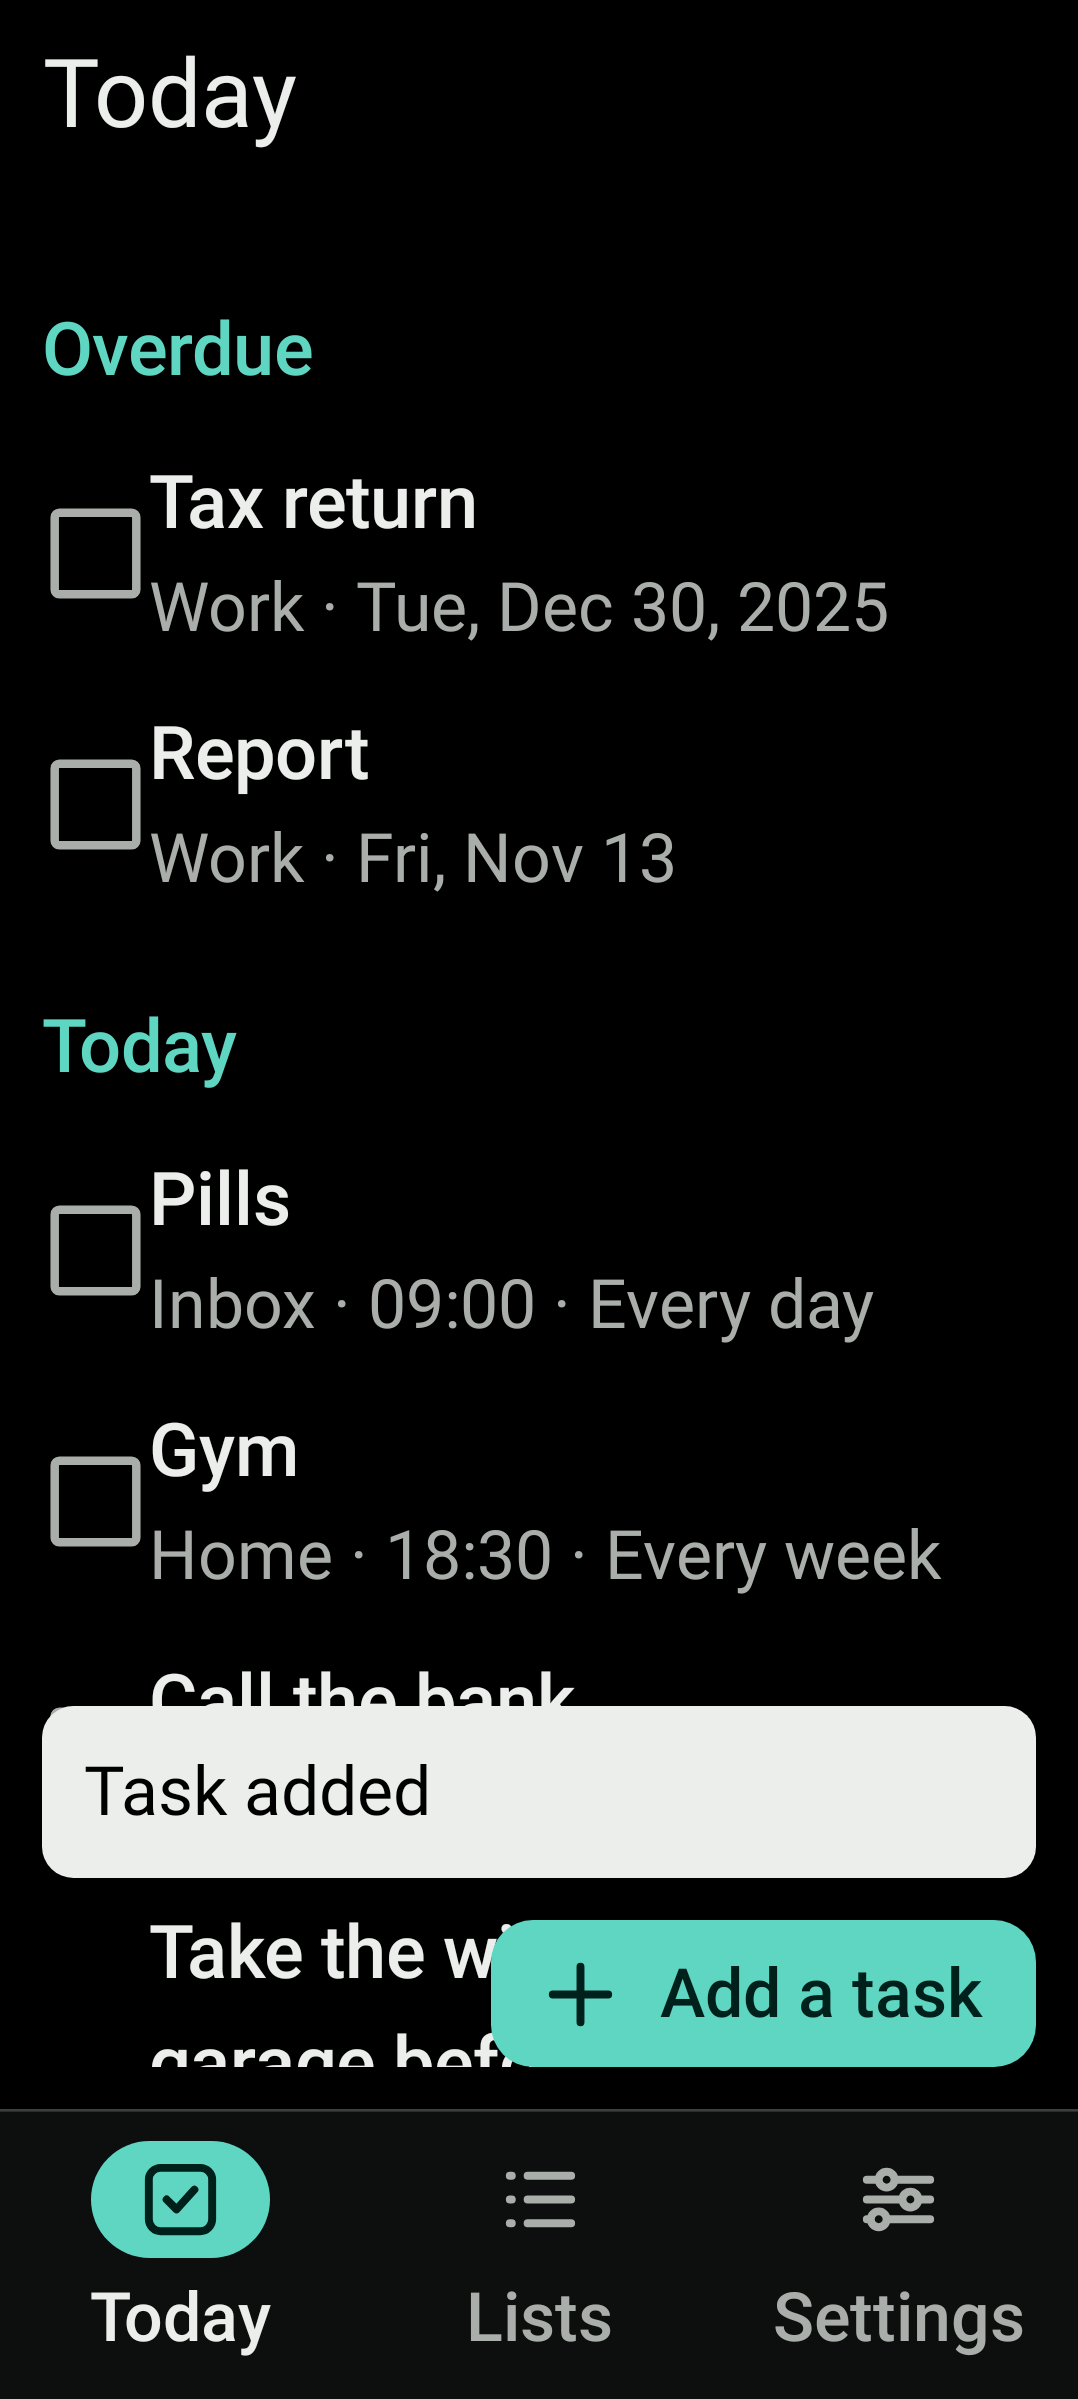 Today
Overdue
Tax return
Work · Tue, Dec 30, 2025
Report
Work · Fri, Nov 13
Today
Pills
Inbox · 09:00 · Every day
Gym
Home · 18:30 · Every week
Call the bank
Task added
Take the
garage
Add a task
Today
Lists
Settings